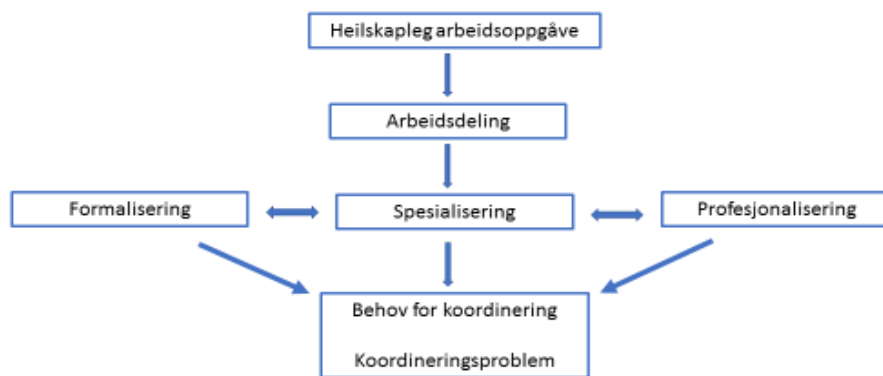 Heilskapleg arbeidsoppgåve
Arbeidsdeling
Formalisering
Spesialisering
Profesjonalisering
Behov for koordinering
Koordineringsproblem